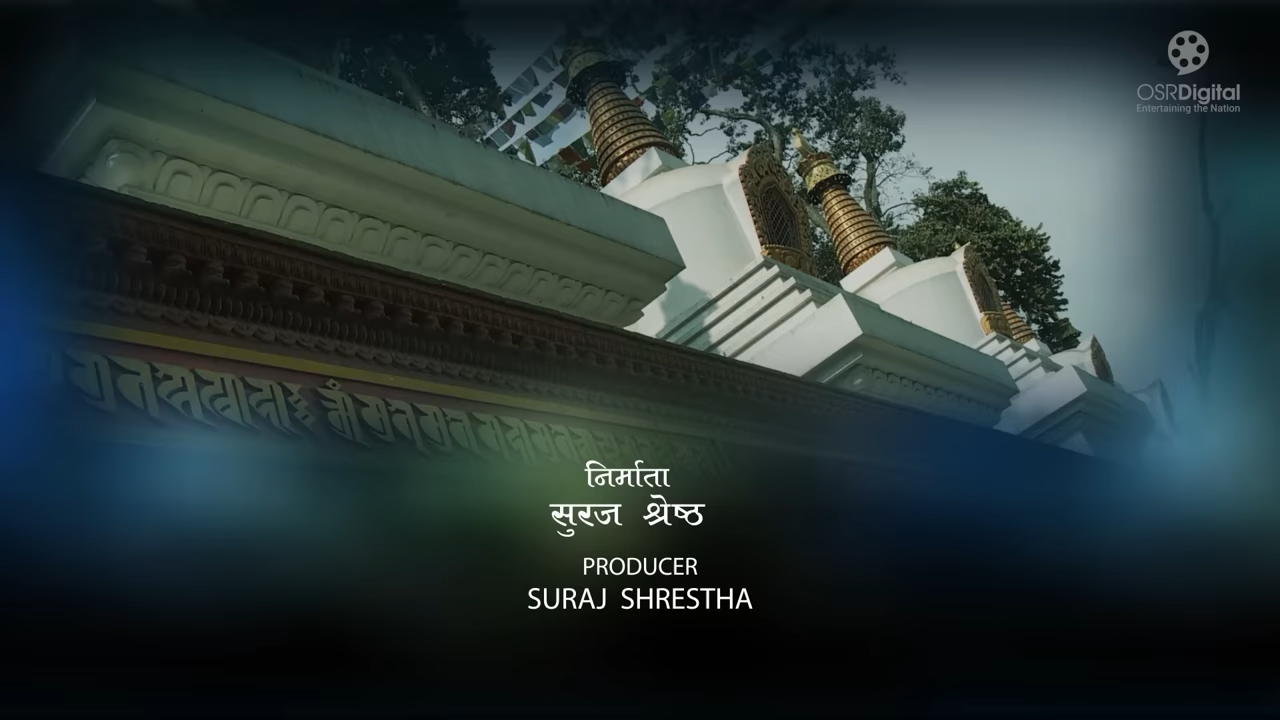 OSRDigital
Entertaining the Nation
निर्माता
सुरज श्रेष्ठ
PRODUCER
SURAJ SHRESTHA